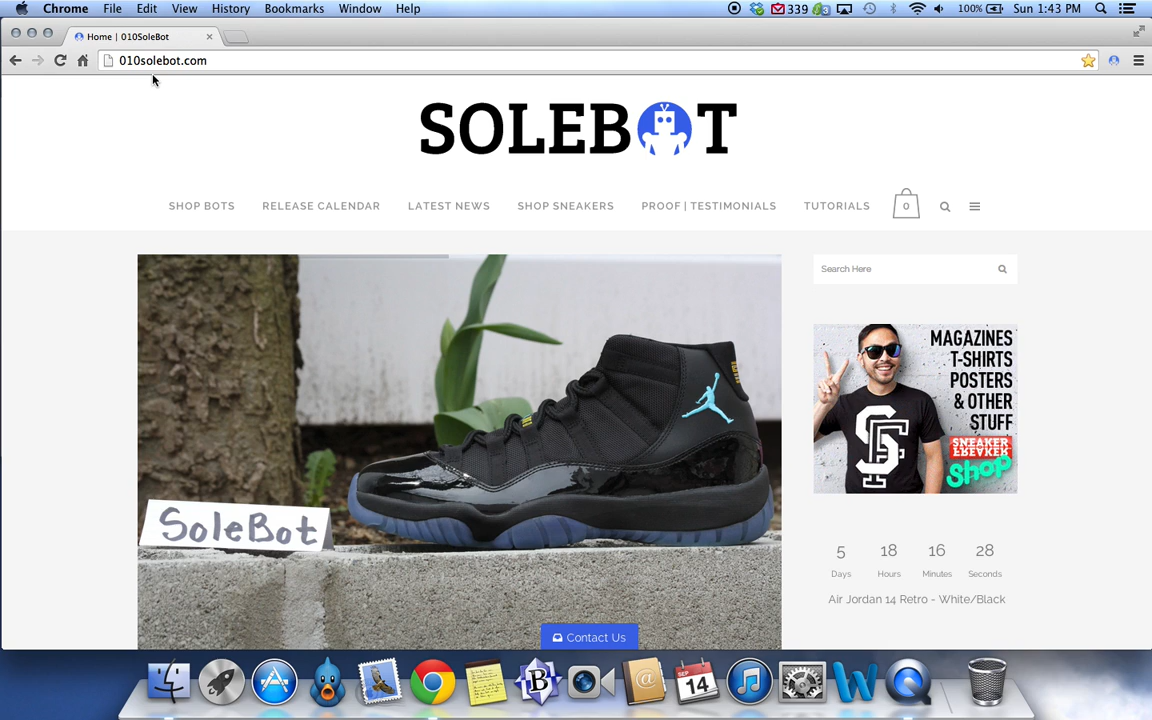 Chrome File Edit View History Bookmarks Window Help 339 3 100% Sun 1:43 PM
Home | 010SoleBot
010solebot.com
SOLEBOT
SHOP BOTS RELEASE CALENDAR LATEST NEWS SHOP SNEAKERS PROOF | TESTIMONIALS TUTORIALS 0
Search Here
MAGAZINES
T-SHIRTS
POSTERS
& OTHER
STUFF
SNEAKER
FREAKER
Shop
SF
SoleBot
5 18 16 28
Days Hours Minutes Seconds
Air Jordan 14 Retro - White/Black
Contact Us
SEP
14